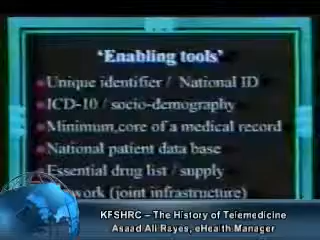 'Enabling tools'
Unique identifier / National ID
ICD-10 / socio-demography
Minimum core of a medical record
National patient data base
Essential drug list / supply
(joint infrastructure)
KFSHRC – The History of Telemedicine
Asaad Ali Rayes, eHealth Manager